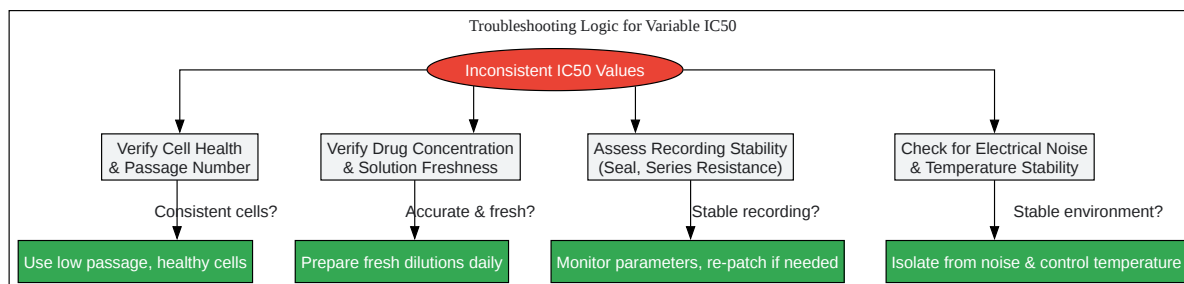 Troubleshooting Logic for Variable IC50
Inconsistent IC50 Values
Verify Cell Health
& Passage Number
Verify Drug Concentration
& Solution Freshness
Assess Recording Stability
(Seal, Series Resistance)
Check for Electrical Noise
& Temperature Stability
Consistent cells?
Accurate & fresh?
Stable recording?
Stable environment?
Use low passage, healthy cells
Prepare fresh dilutions daily
Monitor parameters, re-patch if needed
Isolate from noise & control temperature